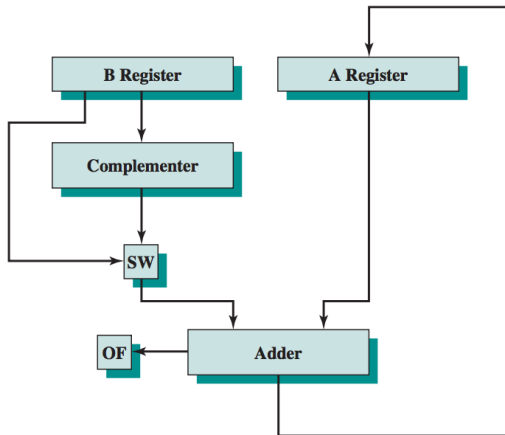 B Register
A Register
Complementer
SW
OF
Adder